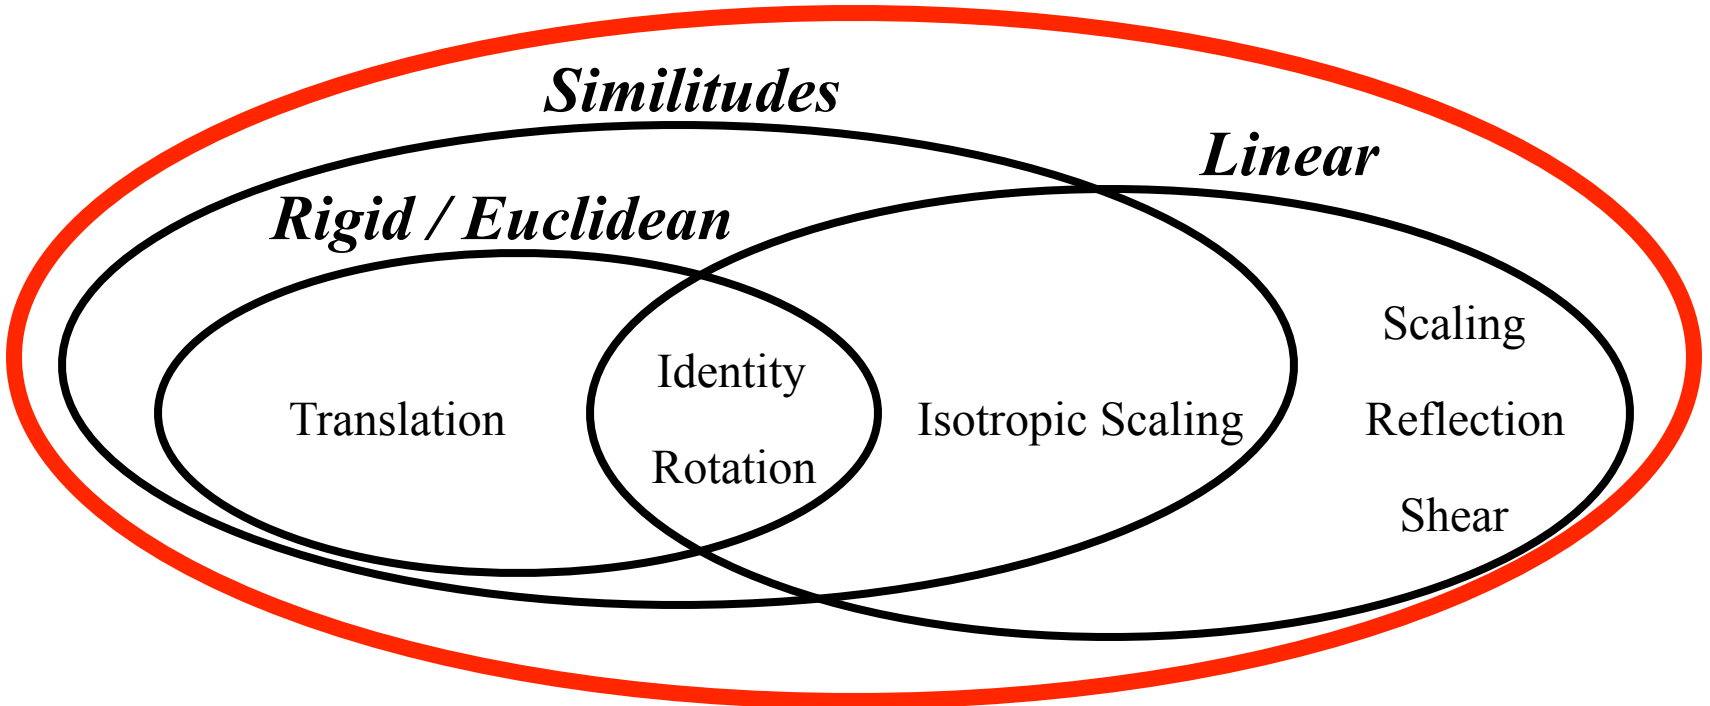 Similitudes
Linear
Rigid / Euclidean
Scaling
Identity
Translation
Isotropic Scaling
Reflection
Rotation
Shear